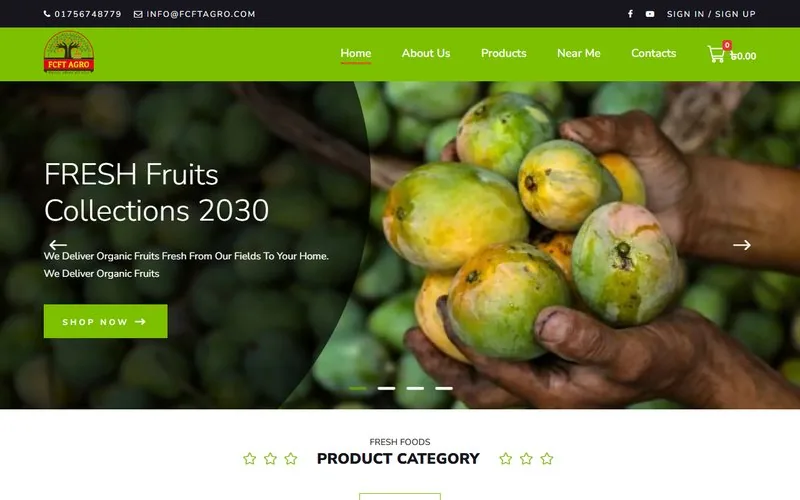 01756748779 INFO@FCFTAGRO.COM SIGN IN / SIGN UP
FCFT AGRO
Home About Us Products Near Me Contacts 0 ৳0.00
FRESH Fruits
Collections 2030
We Deliver Organic Fruits Fresh From Our Fields To Your Home.
We Deliver Organic Fruits
SHOP NOW
FRESH FOODS
PRODUCT CATEGORY